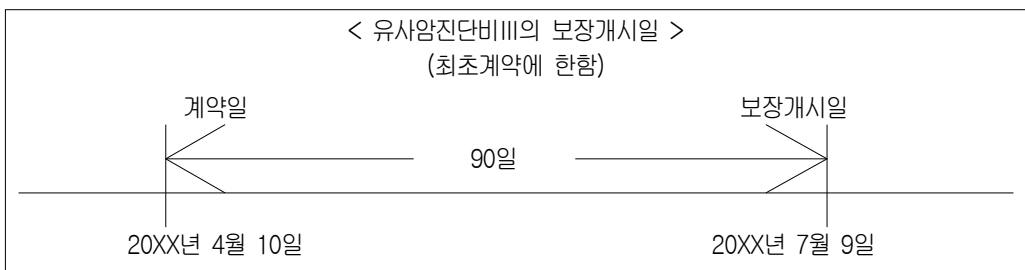 < 유사암진단비Ⅲ의 보장개시일 >
(최초계약에 한함)
계약일 보장개시일
90일
20XX년 4월 10일 20XX년 7월 9일